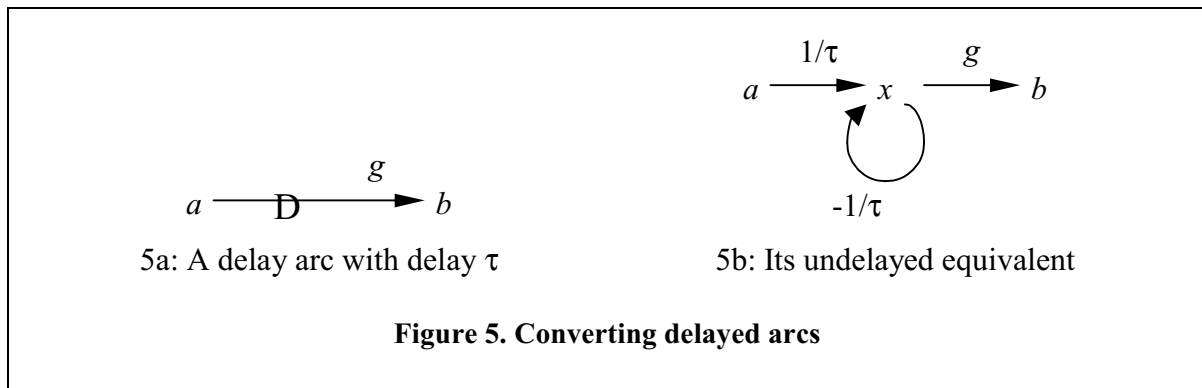 a
D
g
b
5a: A delay arc with delay τ
1/τ
g
a
x
b
-1/τ
5b: Its undelayed equivalent
Figure 5. Converting delayed arcs